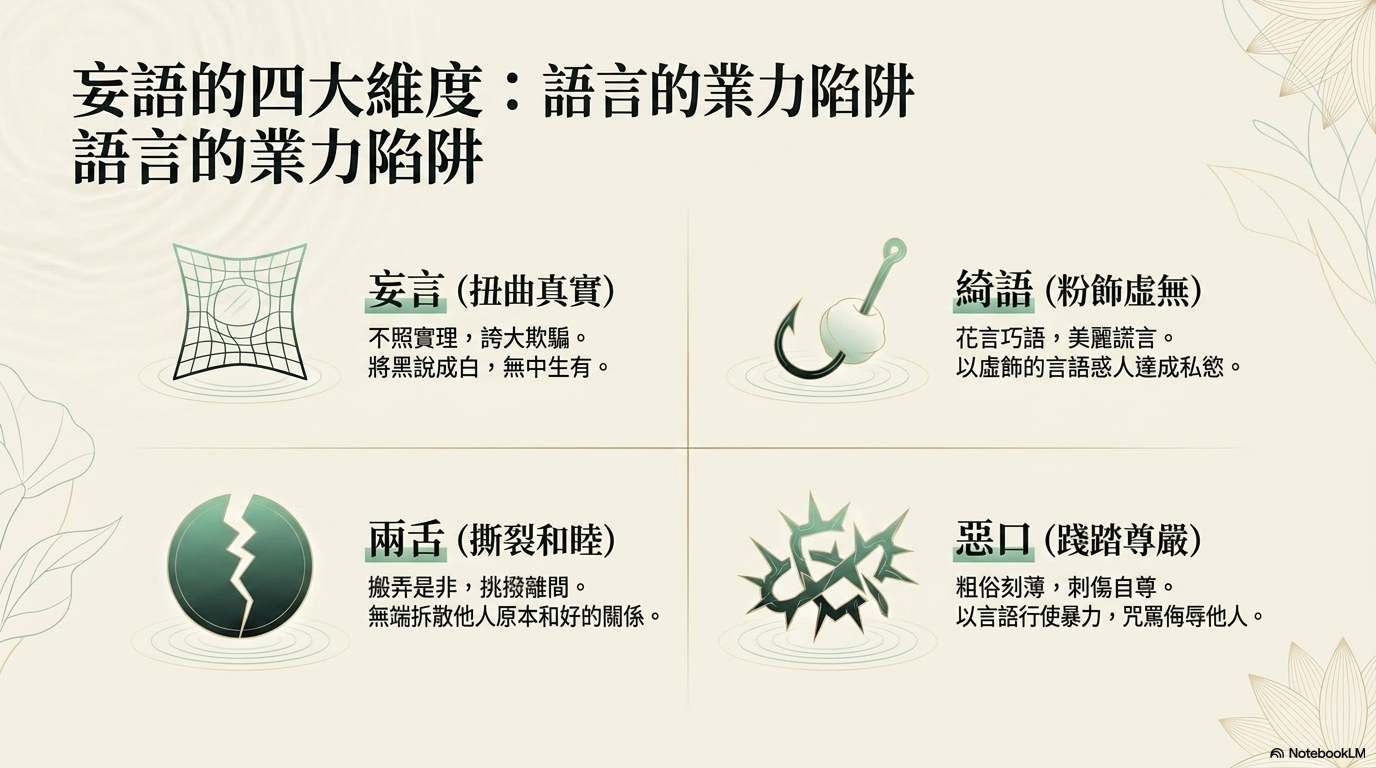 妄語的四大維度：語言的業力陷阱
語言的業力陷阱
妄言 (扭曲真實)
不照實理，誇大欺騙。
將黑說成白，無中生有。
綺語 (粉飾虛無)
花言巧語，美麗謊言。
以虛飾的言語惑人達成私慾。
兩舌 (撕裂和睦)
搬弄是非，挑撥離間。
無端拆散他人原本和好的關係。
惡口 (踐踏尊嚴)
粗俗刻薄，刺傷自尊。
以言語行使暴力，咒罵侮辱他人。
NotebookLM